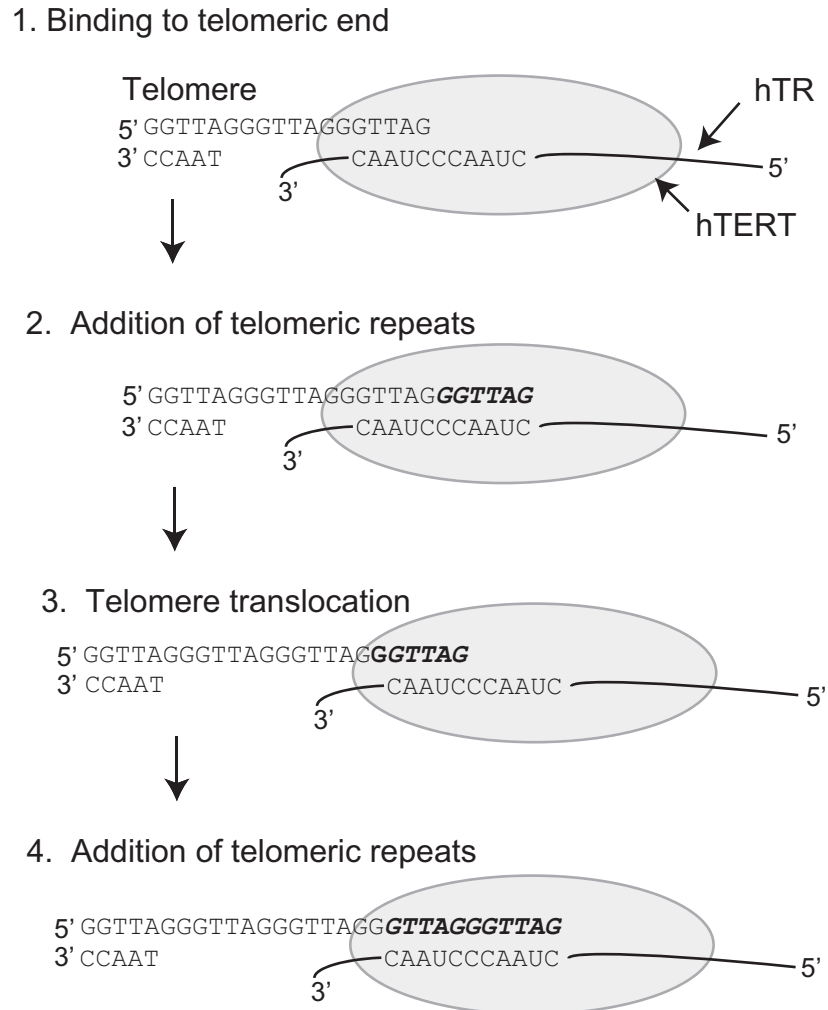 1. Binding to telomeric end
Telomere
hTR
5' GGTTAGGGTTAGGGTTAG
3' CCAAT
CAAUCCCAAUC
5'
3'
hTERT
2. Addition of telomeric repeats
5' GGTTAGGGTTAGGGTTAGGGTTAG
3' CCAAT
CAAUCCCAAUC
5'
3'
3. Telomere translocation
5' GGTTAGGGTTAGGGTTAGGGTTAG
3' CCAAT
CAAUCCCAAUC
5'
3'
4. Addition of telomeric repeats
5' GGTTAGGGTTAGGGTTAGGGTTAGGGTTAG
3' CCAAT
CAAUCCCAAUC
5'
3'